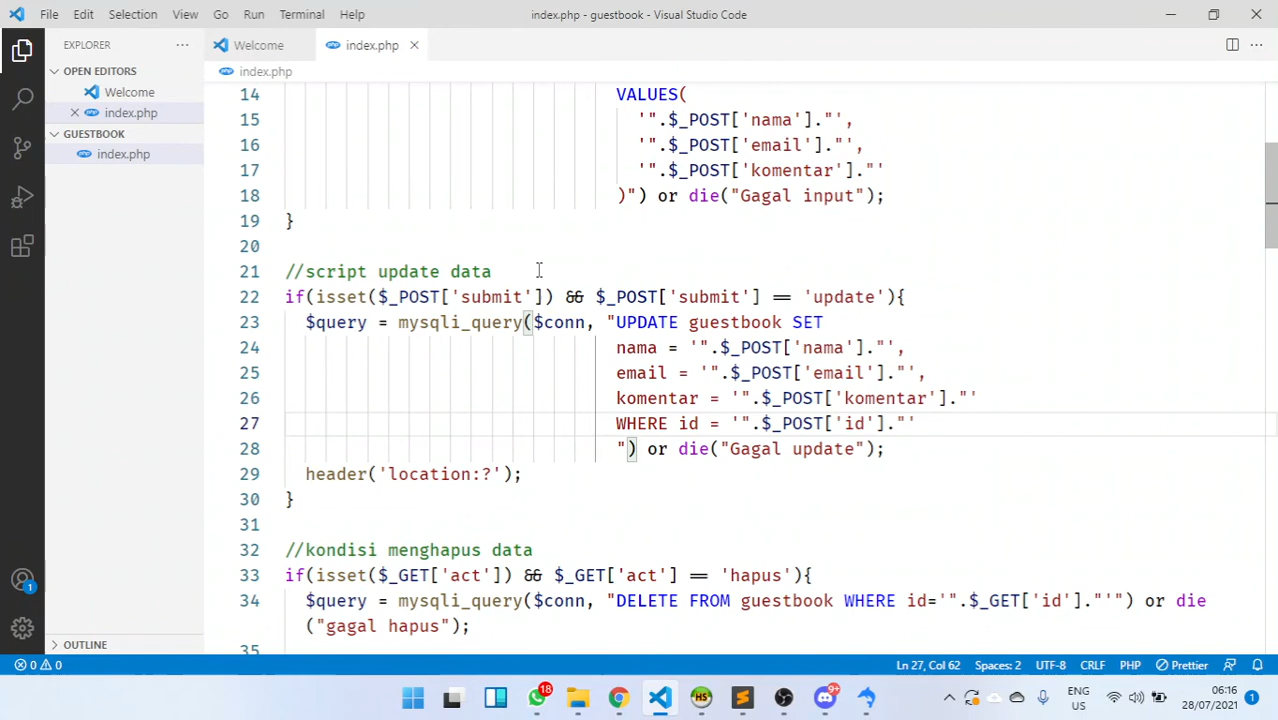 File Edit Selection View Go Run Terminal Help index.php - guestbook - Visual Studio Code
EXPLORER
Welcome
index.php
OPEN EDITORS
Welcome
index.php
GUESTBOOK
index.php
OUTLINE
index.php
14 VALUES(
15 '".$_POST['nama']."',
16 '".$_POST['email']."',
17 '".$_POST['komentar']."'
18 )") or die("Gagal input");
19 }
20
21 //script update data
22 if(isset($_POST['submit']) && $_POST['submit'] == 'update'){
23 $query = mysqli_query($conn, "UPDATE guestbook SET
24 nama = '".$_POST['nama']."',
25 email = '".$_POST['email']."',
26 komentar = '".$_POST['komentar']."'
27 WHERE id = '".$_POST['id']."'
28 ") or die("Gagal update");
29 header('location:?');
30 }
31
32 //kondisi menghapus data
33 if(isset($_GET['act']) && $_GET['act'] == 'hapus'){
34 $query = mysqli_query($conn, "DELETE FROM guestbook WHERE id='".$_GET['id']."'") or die
("gagal hapus");
35
1
0 0 Ln 27, Col 62 Spaces: 2 UTF-8 CRLF PHP Prettier
18 HS 9+ ENG
US 06:16
28/07/2021 1